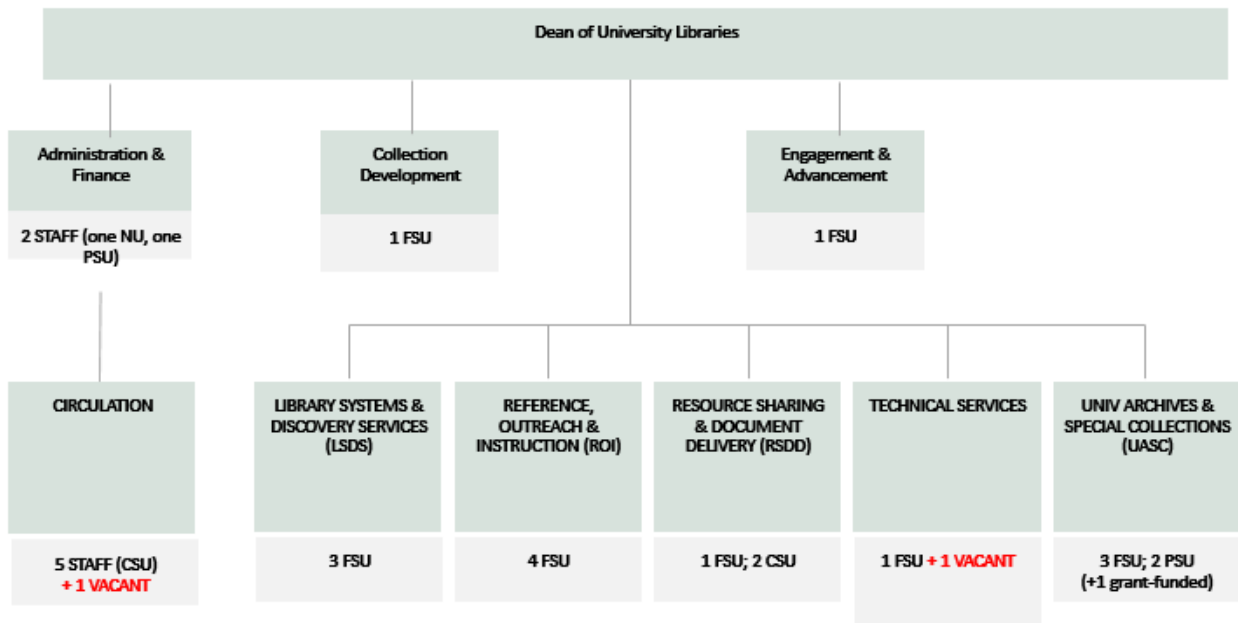 Dean of University Libraries
Administration &
Finance
2 STAFF (one NU, one
PSU)
Collection
Development
1 FSU
Engagement &
Advancement
1 FSU
CIRCULATION
5 STAFF (CSU)
+ 1 VACANT
LIBRARY SYSTEMS &
DISCOVERY SERVICES
(LSDS)
3 FSU
REFERENCE,
OUTREACH &
INSTRUCTION (ROI)
4 FSU
RESOURCE SHARING
& DOCUMENT
DELIVERY (RSDD)
1 FSU; 2 CSU
TECHNICAL SERVICES
1 FSU + 1 VACANT
UNIV ARCHIVES &
SPECIAL COLLECTIONS
(UASC)
3 FSU; 2 PSU
(+1 grant-funded)